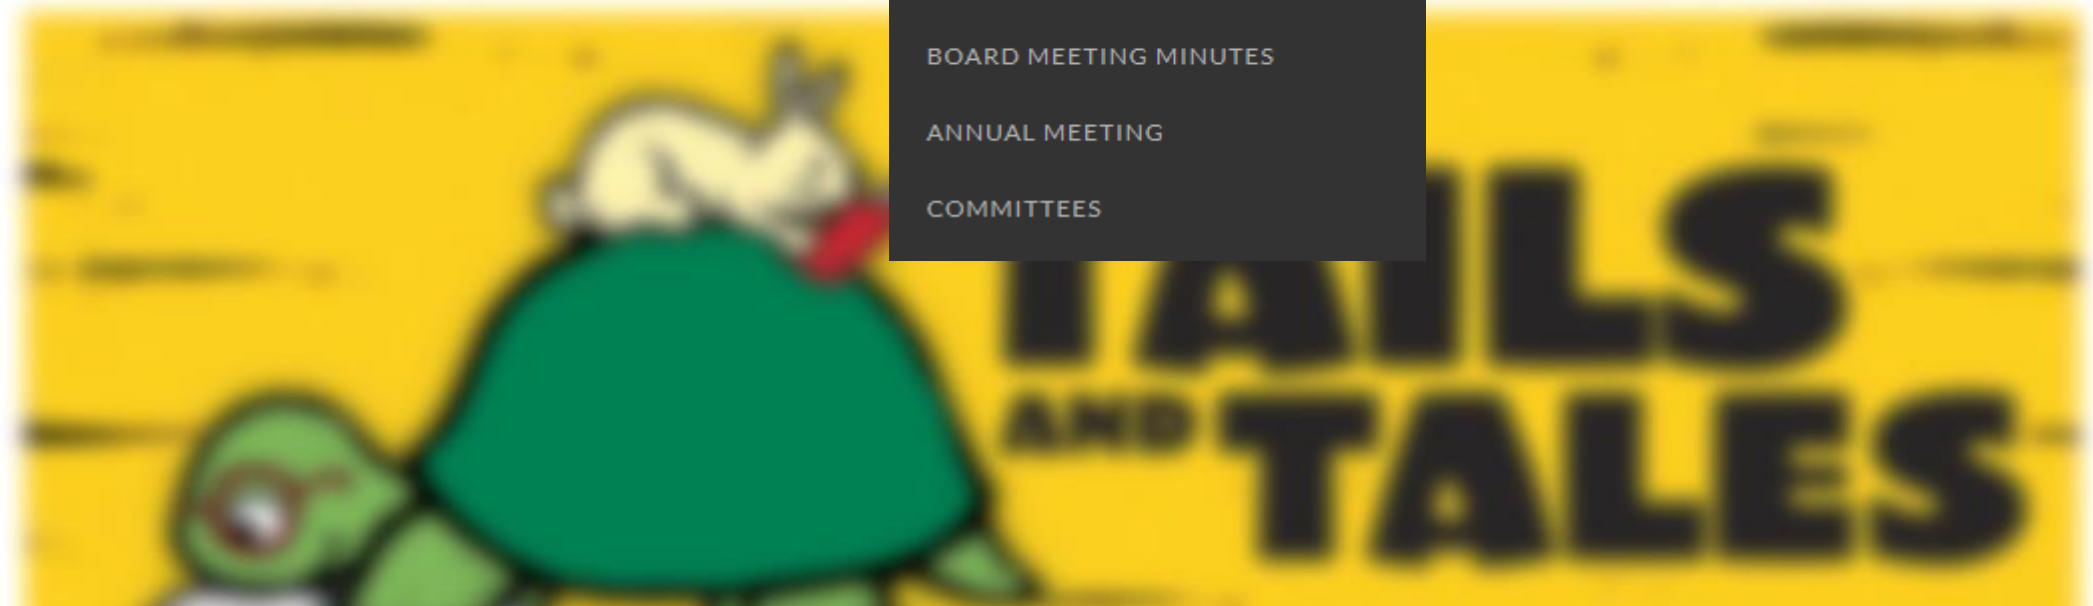 BOARD MEETING MINUTES
ANNUAL MEETING
COMMITTEES
TAILS
AND TALES